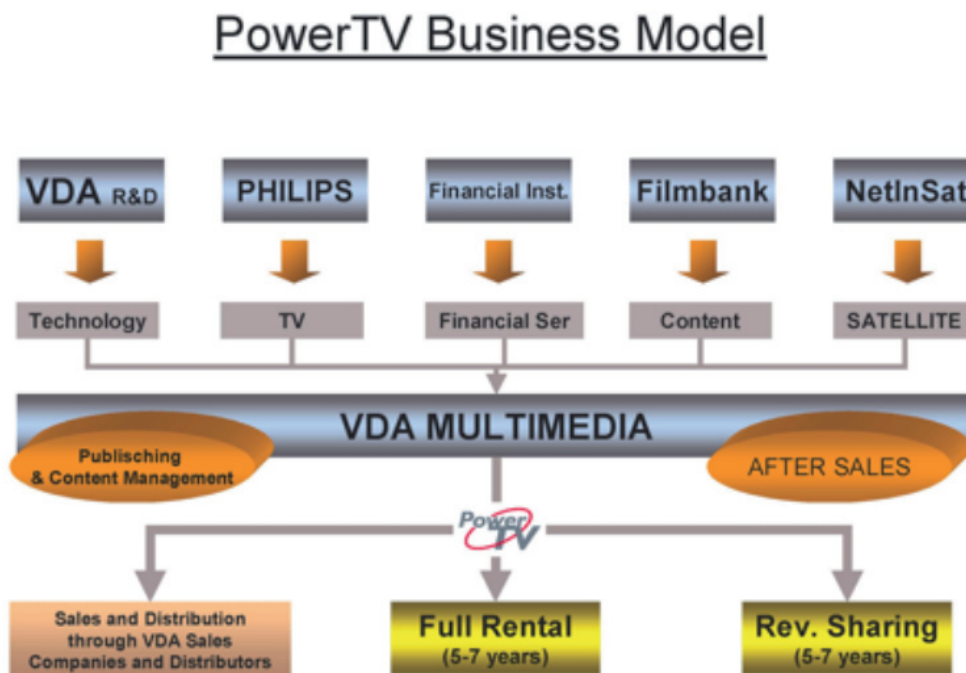 PowerTV Business Model
VDA R&D
PHILIPS
Financial Inst.
Filmbank
NetInSat
Technology
TV
Financial Ser
Content
SATELLITE
VDA MULTIMEDIA
Publisching
& Content Management
AFTER SALES
Power
TV
Sales and Distribution
through VDA Sales
Companies and Distributors
Full Rental
(5-7 years)
Rev. Sharing
(5-7 years)